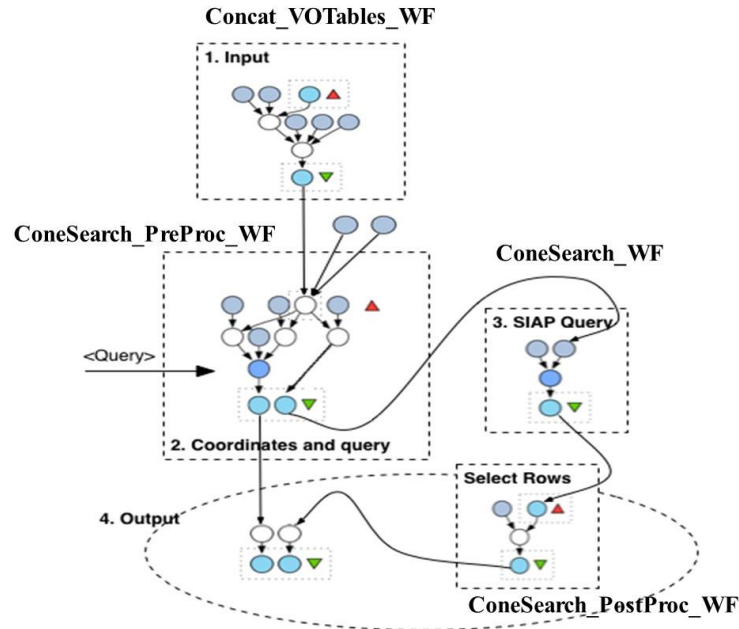 Concat_VOTables_WF
1. Input
ConeSearch_PreProc_WF
ConeSearch_WF
3. SIAP Query
<Query>
2. Coordinates and query
Select Rows
4. Output
ConeSearch_PostProc_WF